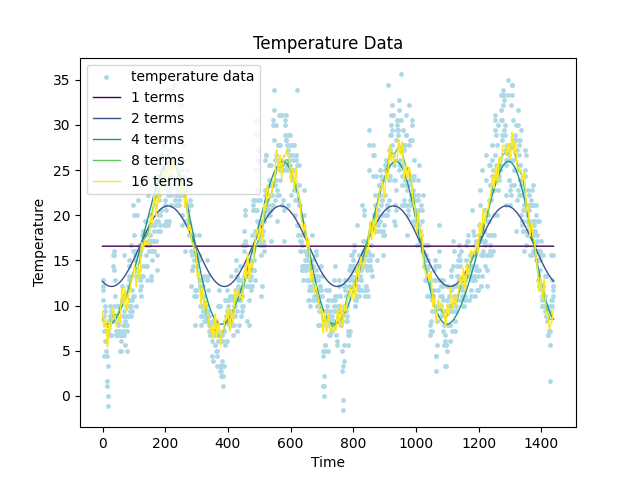 Temperature Data
temperature data
1 terms
2 terms
4 terms
8 terms
16 terms
35
30
25
20
15
10
5
0
Temperature
0 200 400 600 800 1000 1200 1400
Time